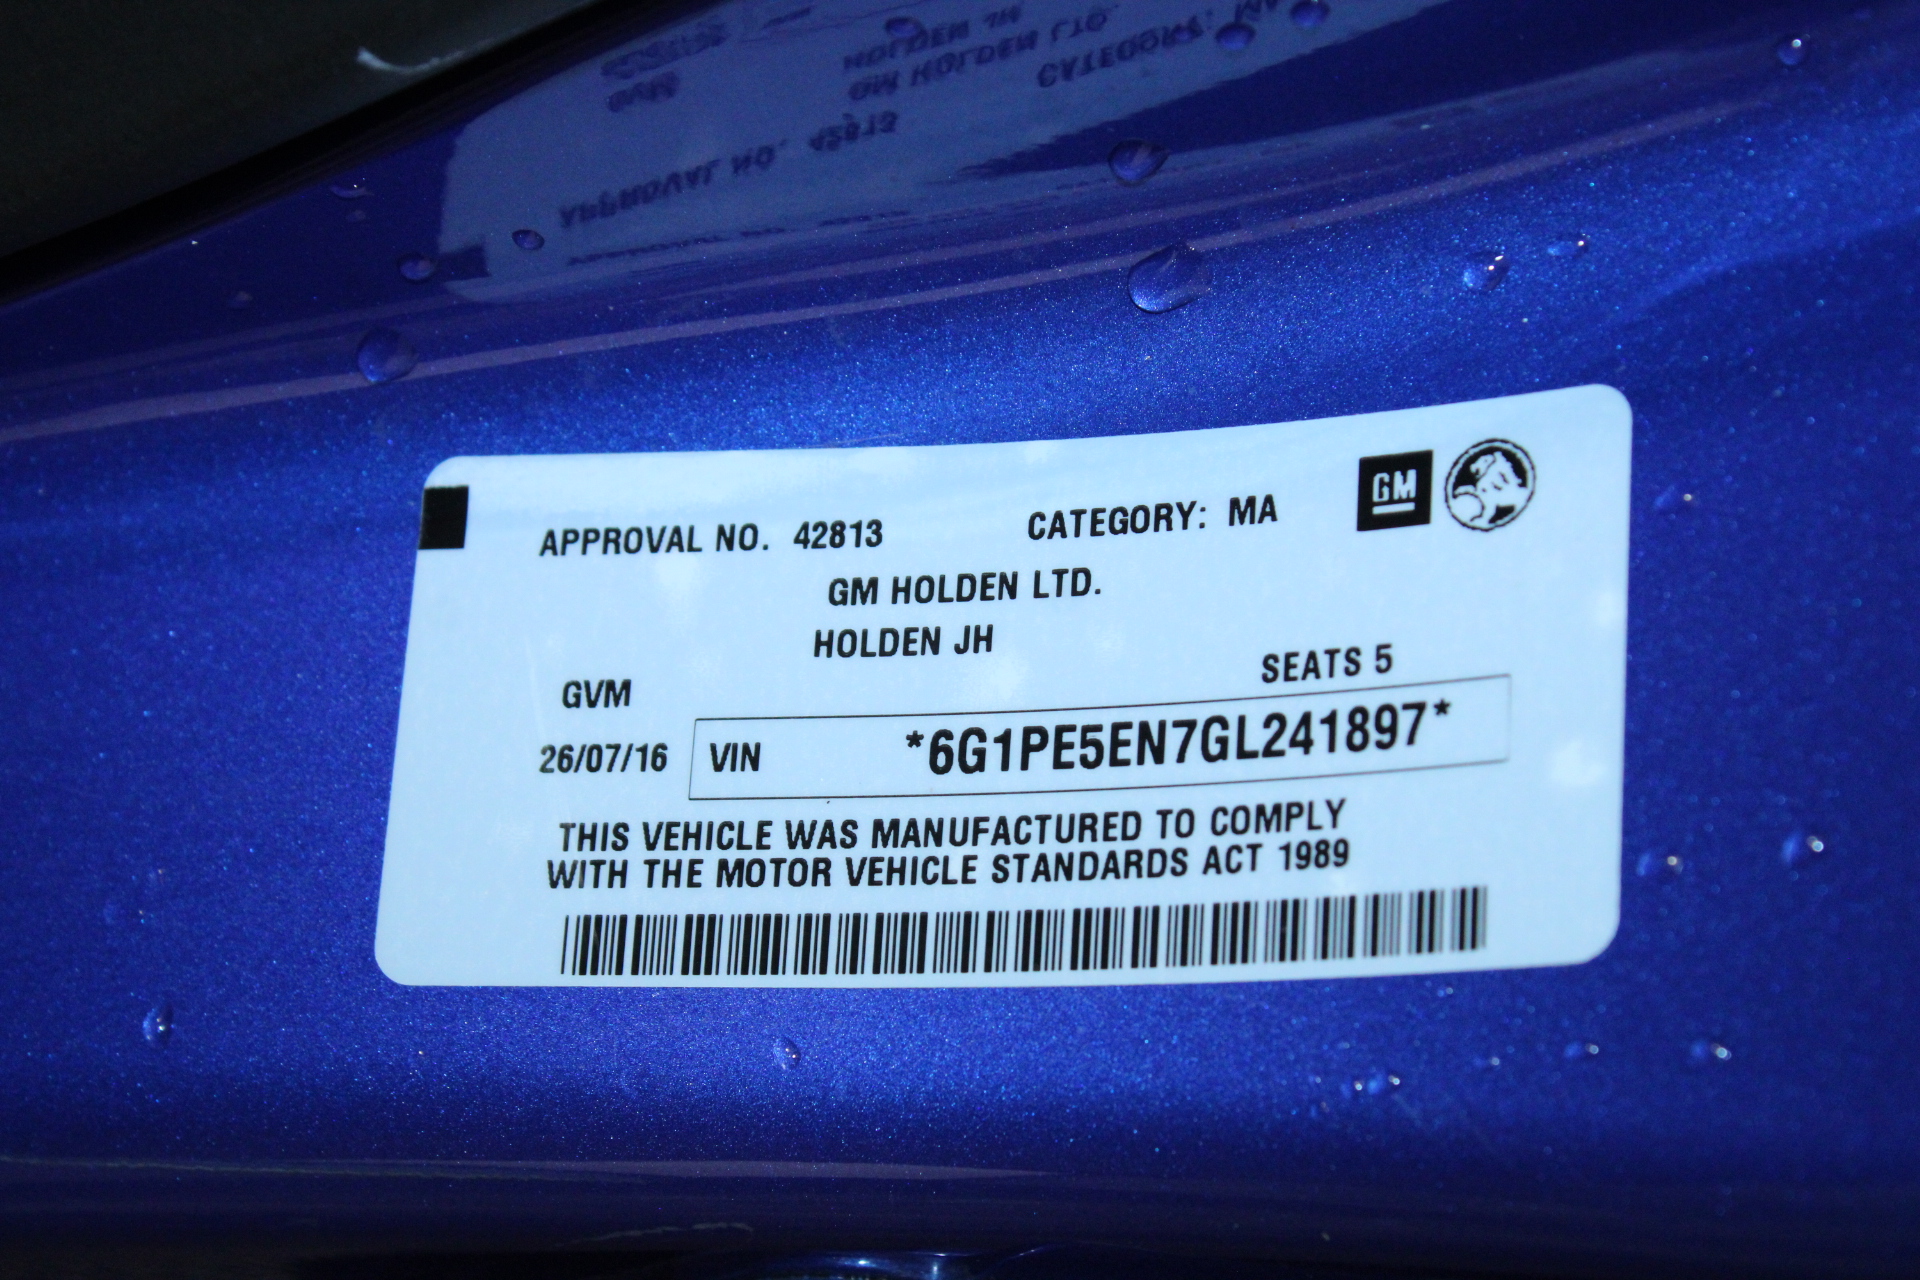 APPROVAL NO. 42813 CATEGORY: MA GM
GM HOLDEN LTD.
HOLDEN JH
GVM SEATS 5
26/07/16 VIN *6G1PE5EN7GL241897*
THIS VEHICLE WAS MANUFACTURED TO COMPLY
WITH THE MOTOR VEHICLE STANDARDS ACT 1989